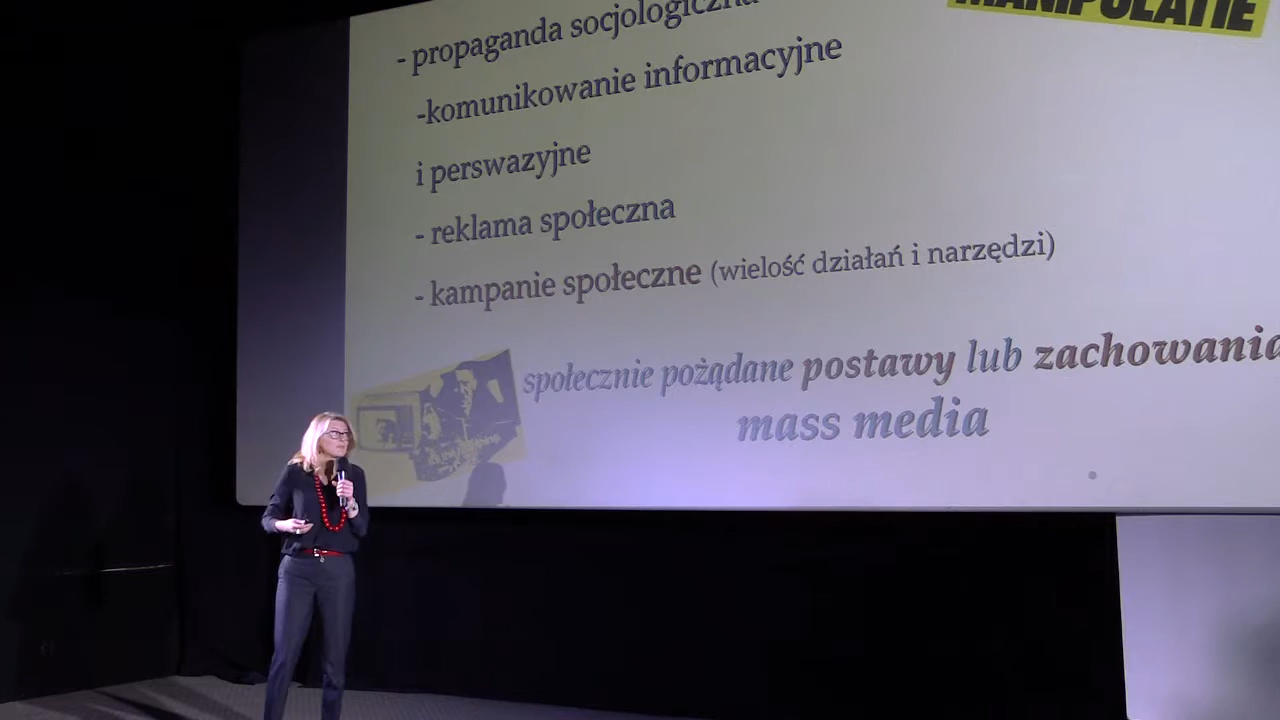 MANIPULATIE
- propaganda socjologiczna
-komunikowanie informacyjne
i perswazyjne
- reklama społeczna
- kampanie społeczne (wielość działań i narzędzi)
społecznie pożądane postawy lub zachowania
mass media